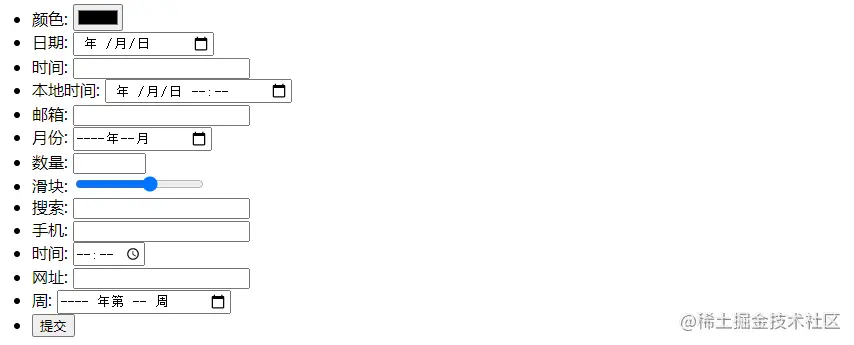 颜色:
日期: 年 /月/日
时间:
本地时间: 年 /月/日 --:--
邮箱:
月份: ----年--月
数量:
滑块:
搜索:
手机:
时间: --:--
网址:
周: ---- 年第 -- 周
提交
@稀土掘金技术社区